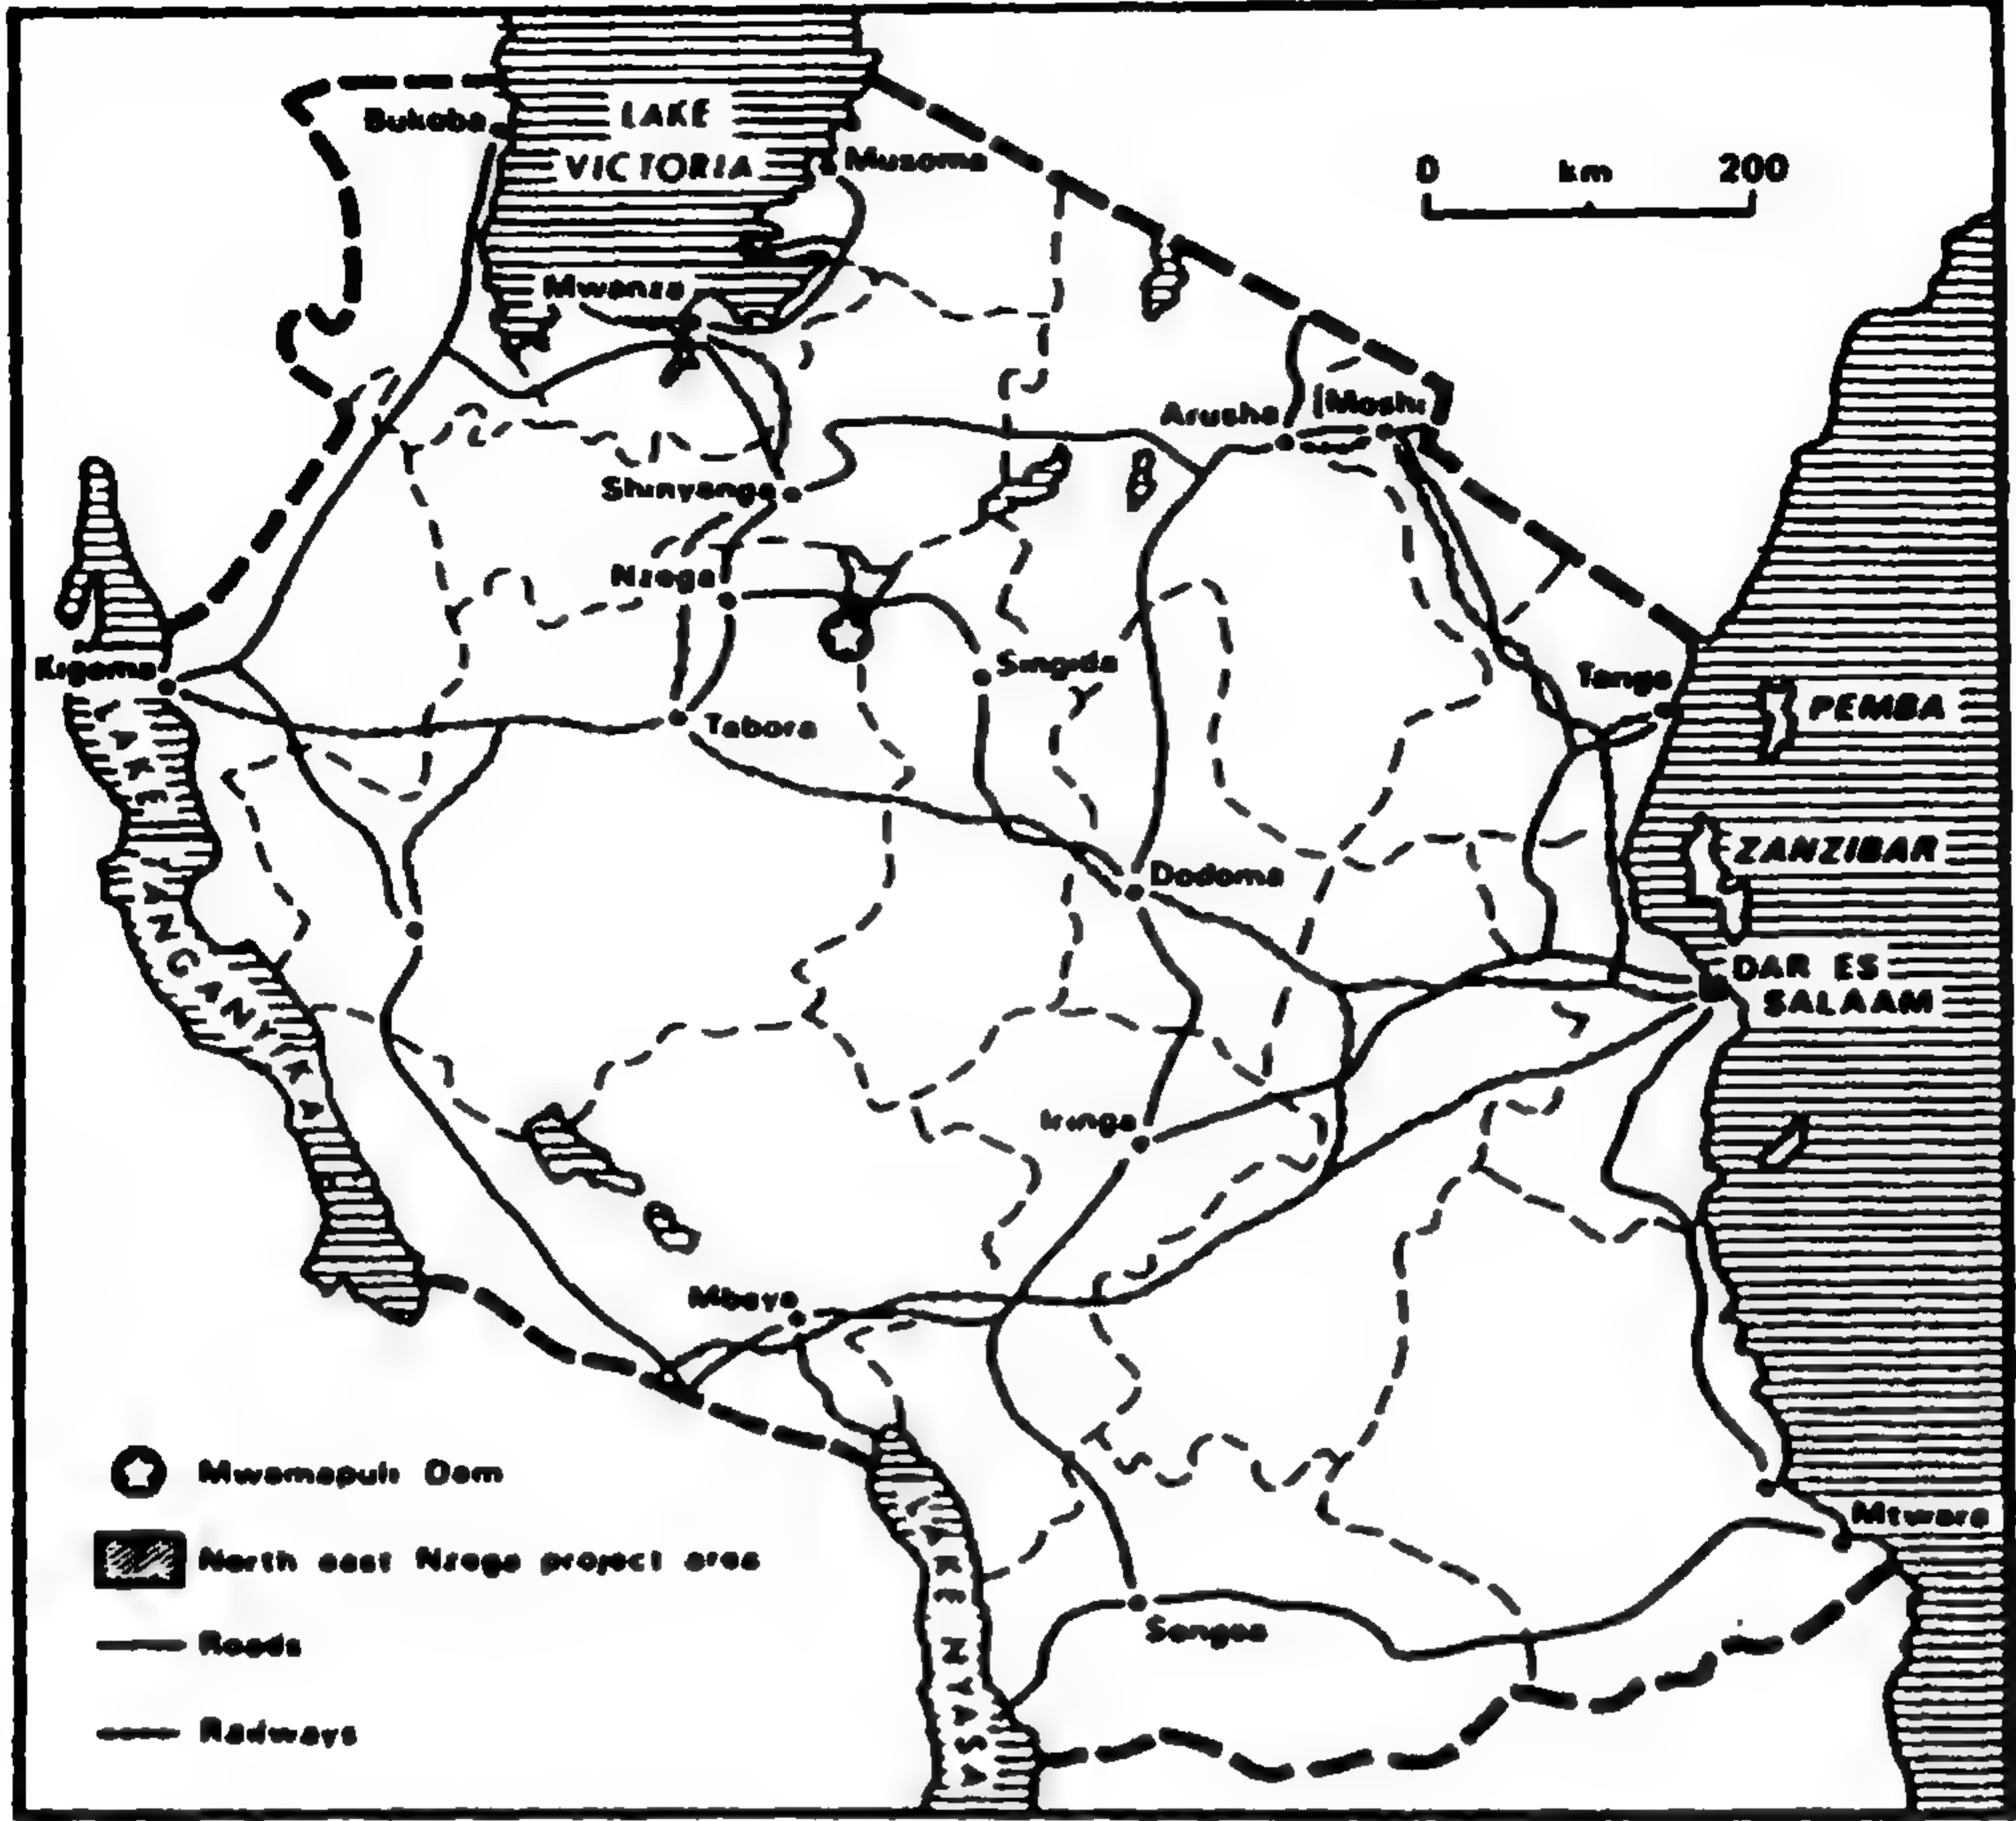 LAKE
VICTORIA
Bukoba
Musoma
0 km 200
Mwanza
Arusha
Moshi
Shinyanga
Nzega
Kigoma
Singida
Tanga
Tabora
PEMBA
LAKE TANGANYIKA
ZANZIBAR
Dodoma
DAR ES
SALAAM
Iringa
Mbeya
Mwamapuli Dam
Mtwara
North east Nzega project area
LAKE NYASA
Songea
Roads
Railways